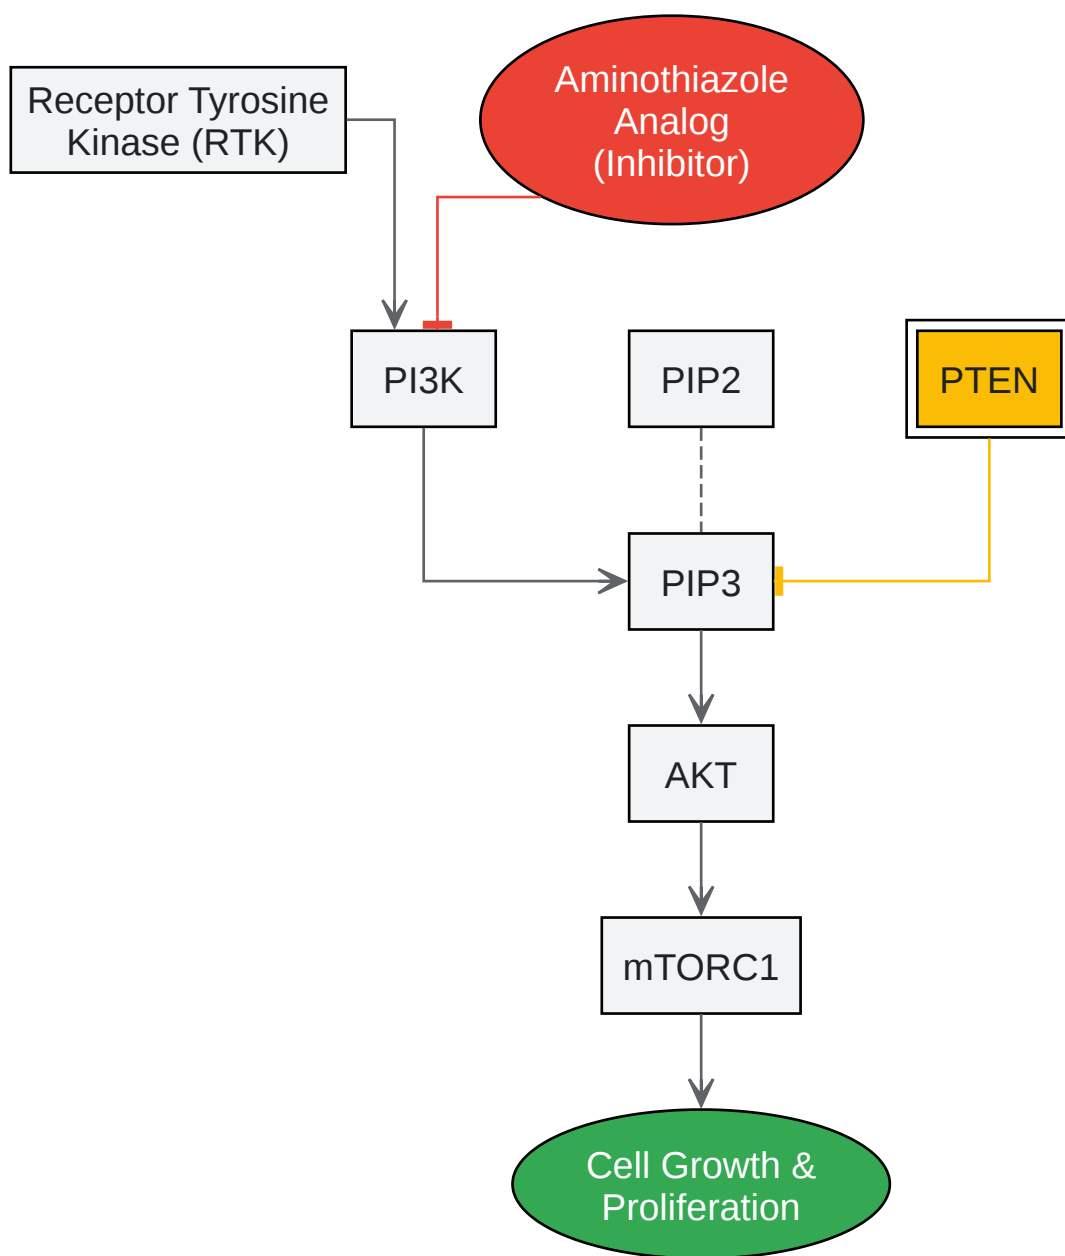 Receptor Tyrosine
Kinase (RTK)
Aminothiazole
Analog
(Inhibitor)
PI3K
PIP2
PTEN
PIP3
AKT
mTORC1
Cell Growth &
Proliferation